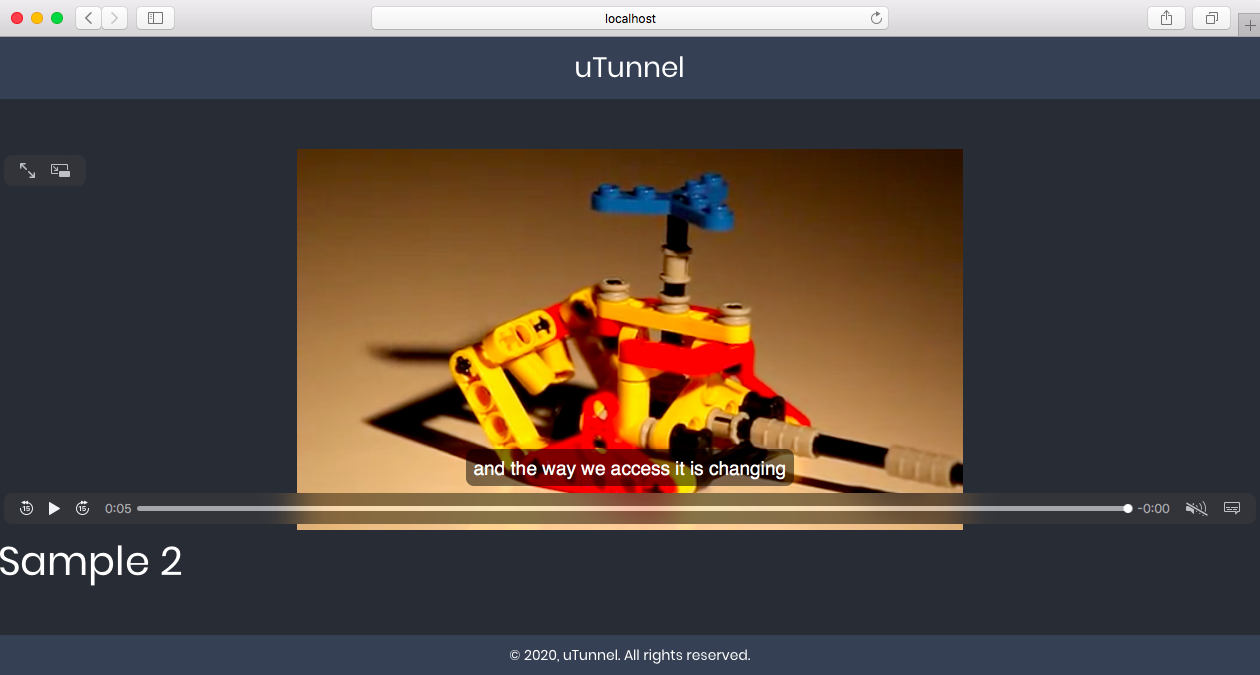 localhost
uTunnel
and the way we access it is changing
15
15
0:05
-0:00
Sample 2
© 2020, uTunnel. All rights reserved.